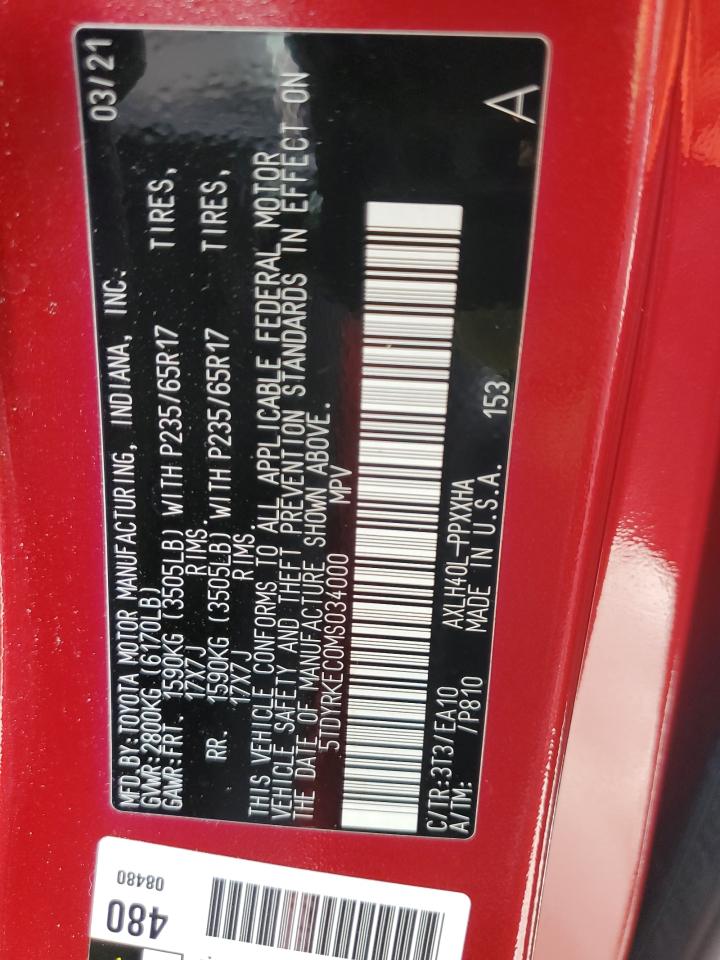 MFD BY:TOYOTA MOTOR MANUFACTURING, INDIANA, INC. 03/21
GVWR:2800KG (6170LB)
GAWR:FRT. 1590KG (3505LB) WITH P235/65R17 TIRES,
17X7J RIMS.
RR. 1590KG (3505LB) WITH P235/65R17 TIRES,
17X7J RIMS.
THIS VEHICLE CONFORMS TO ALL APPLICABLE FEDERAL MOTOR
VEHICLE SAFETY AND THEFT PREVENTION STANDARDS IN EFFECT ON
THE DATE OF MANUFACTURE SHOWN ABOVE.
5TDYRKEC0MS034000 MPV
C/TR:3T3/EA10 AXLH40L-PPXXHA
A/TM: /P810 MADE IN U.S.A. 153 A
480
08480